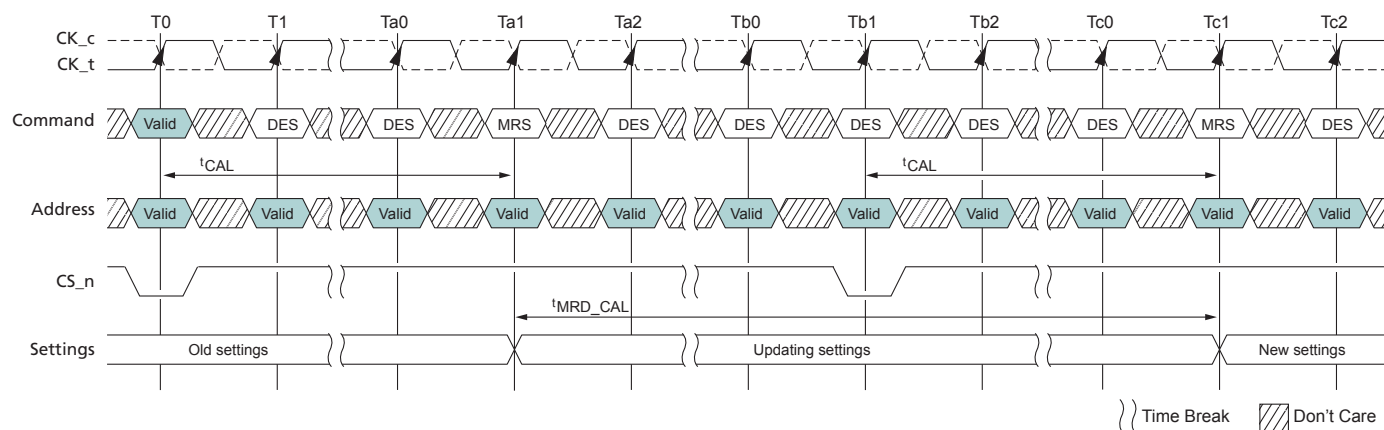 T0 T1 Ta0 Ta1 Ta2 Tb0 Tb1 Tb2 Tc0 Tc1 Tc2
CK_c
CK_t
Command Valid DES DES MRS DES DES DES DES DES MRS DES
tCAL tCAL
Address Valid Valid Valid Valid Valid Valid Valid Valid Valid Valid Valid
CS_n
tMRD_CAL
Settings Old settings Updating settings New settings
Time Break Don't Care